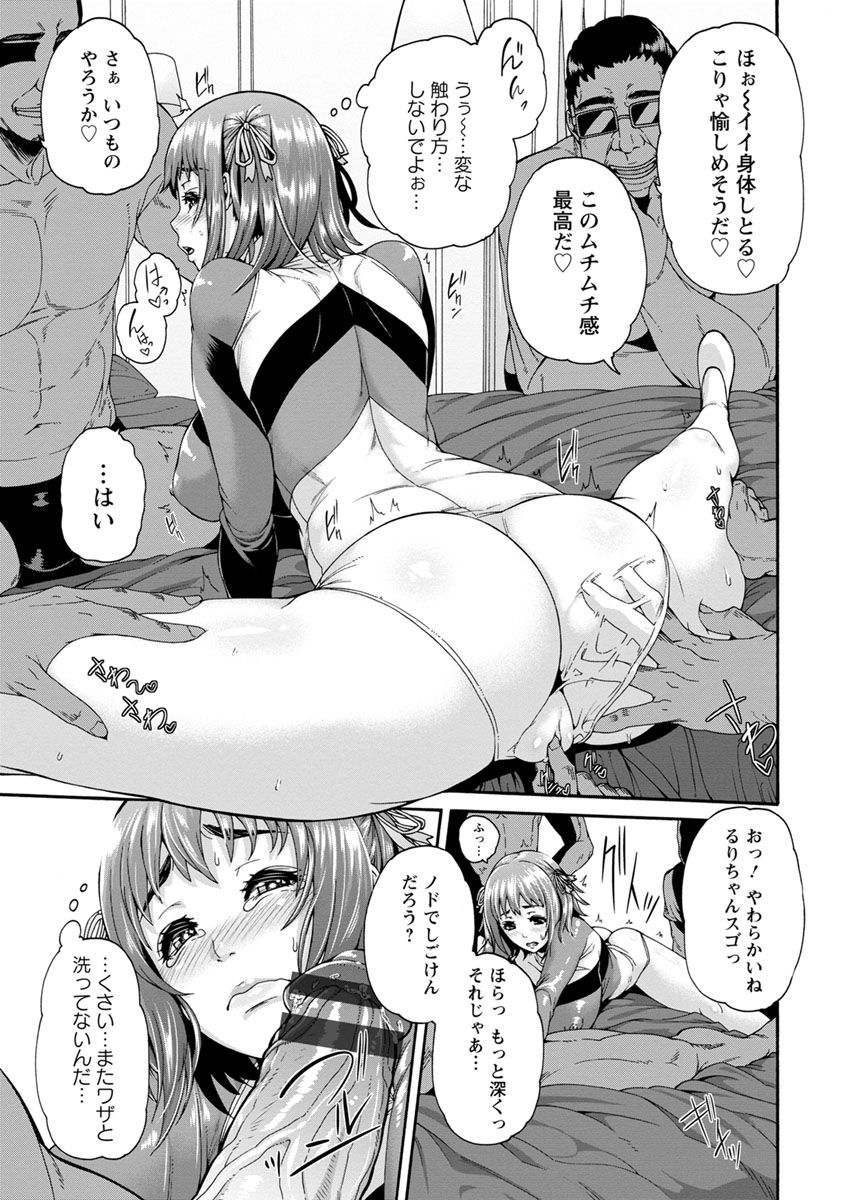 ほぉ〜イイ身体しとる♡
こりゃ愉しめそうだ♡
このムチムチ感
最高だ♡
うぅ〜…変な
触わり方…
しないでよぉ…
さぁ いつもの
やろうか♡
…はい
さわ〜
さわ
おっ！やわらかいね
るりちゃんスゴっ
ふっ…
ほらっ もっと深くっ
それじゃあ…
ノドでしごけん
だろう？
…くさい…またワザと
洗ってないんだ…